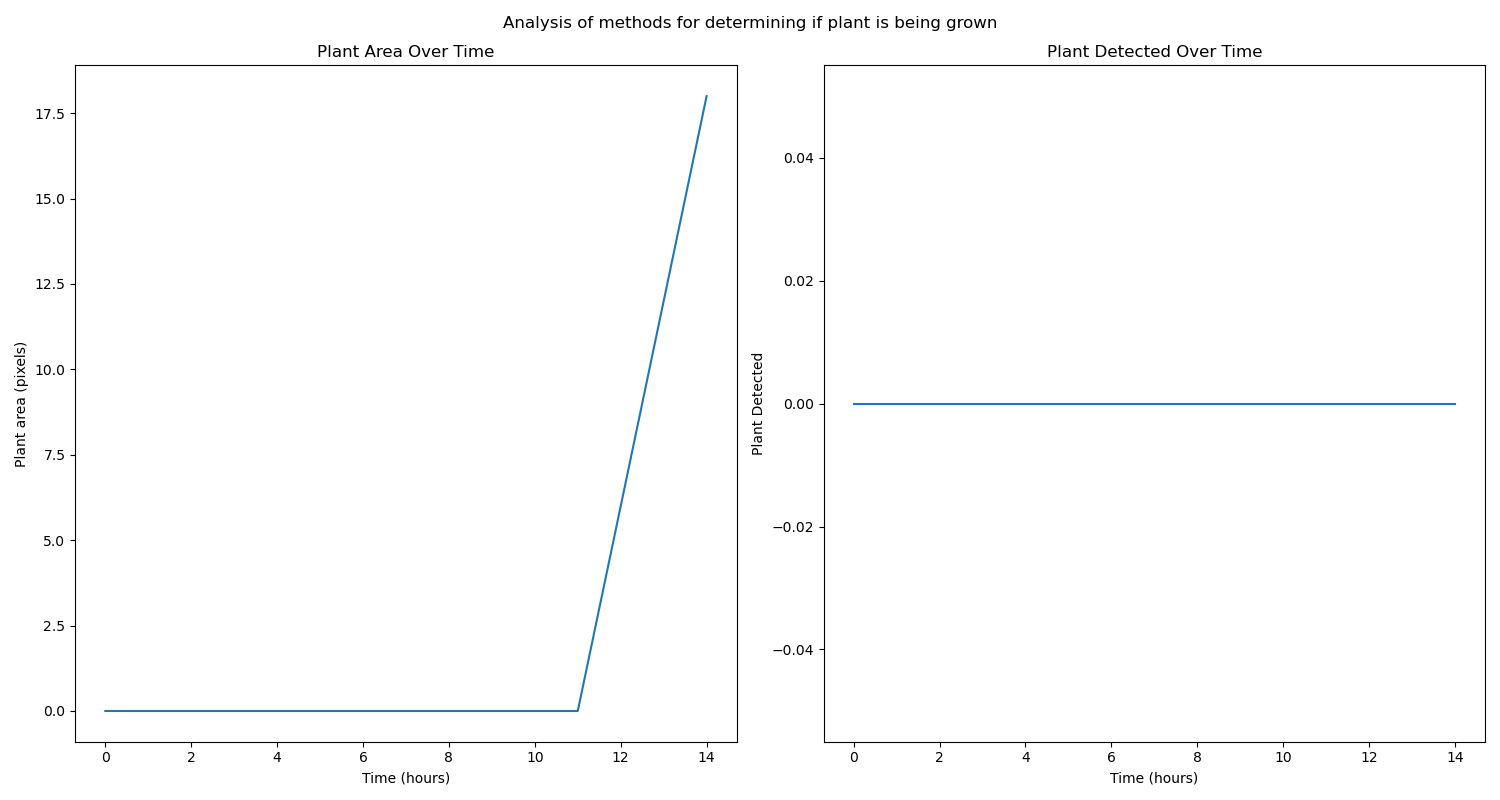 Analysis of methods for determining if plant is being grown
Plant Area Over Time
17.5
15.0
12.5
10.0
7.5
5.0
2.5
0.0
Plant area (pixels)
0 2 4 6 8 10 12 14
Time (hours)
Plant Detected Over Time
0.04
0.02
0.00
−0.02
−0.04
Plant Detected
0 2 4 6 8 10 12 14
Time (hours)